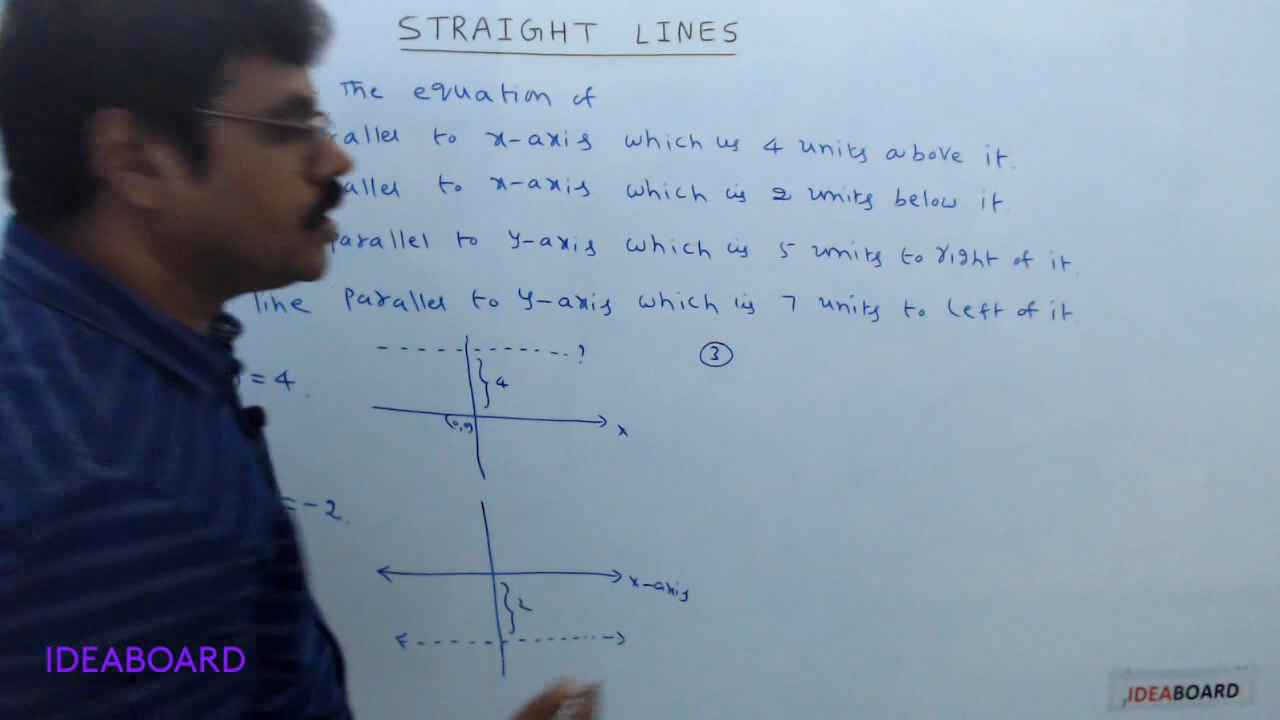 STRAIGHT LINES
The equation of
to x-axis which is 4 units above it.
to x-axis which is 2 units below it
parallel to y-axis which is 5 units to right of it.
line parallel to y-axis which is 7 units to left of it
?
3
= 4.
4
x
= -2.
x-axis
2
IDEABOARD
IDEABOARD